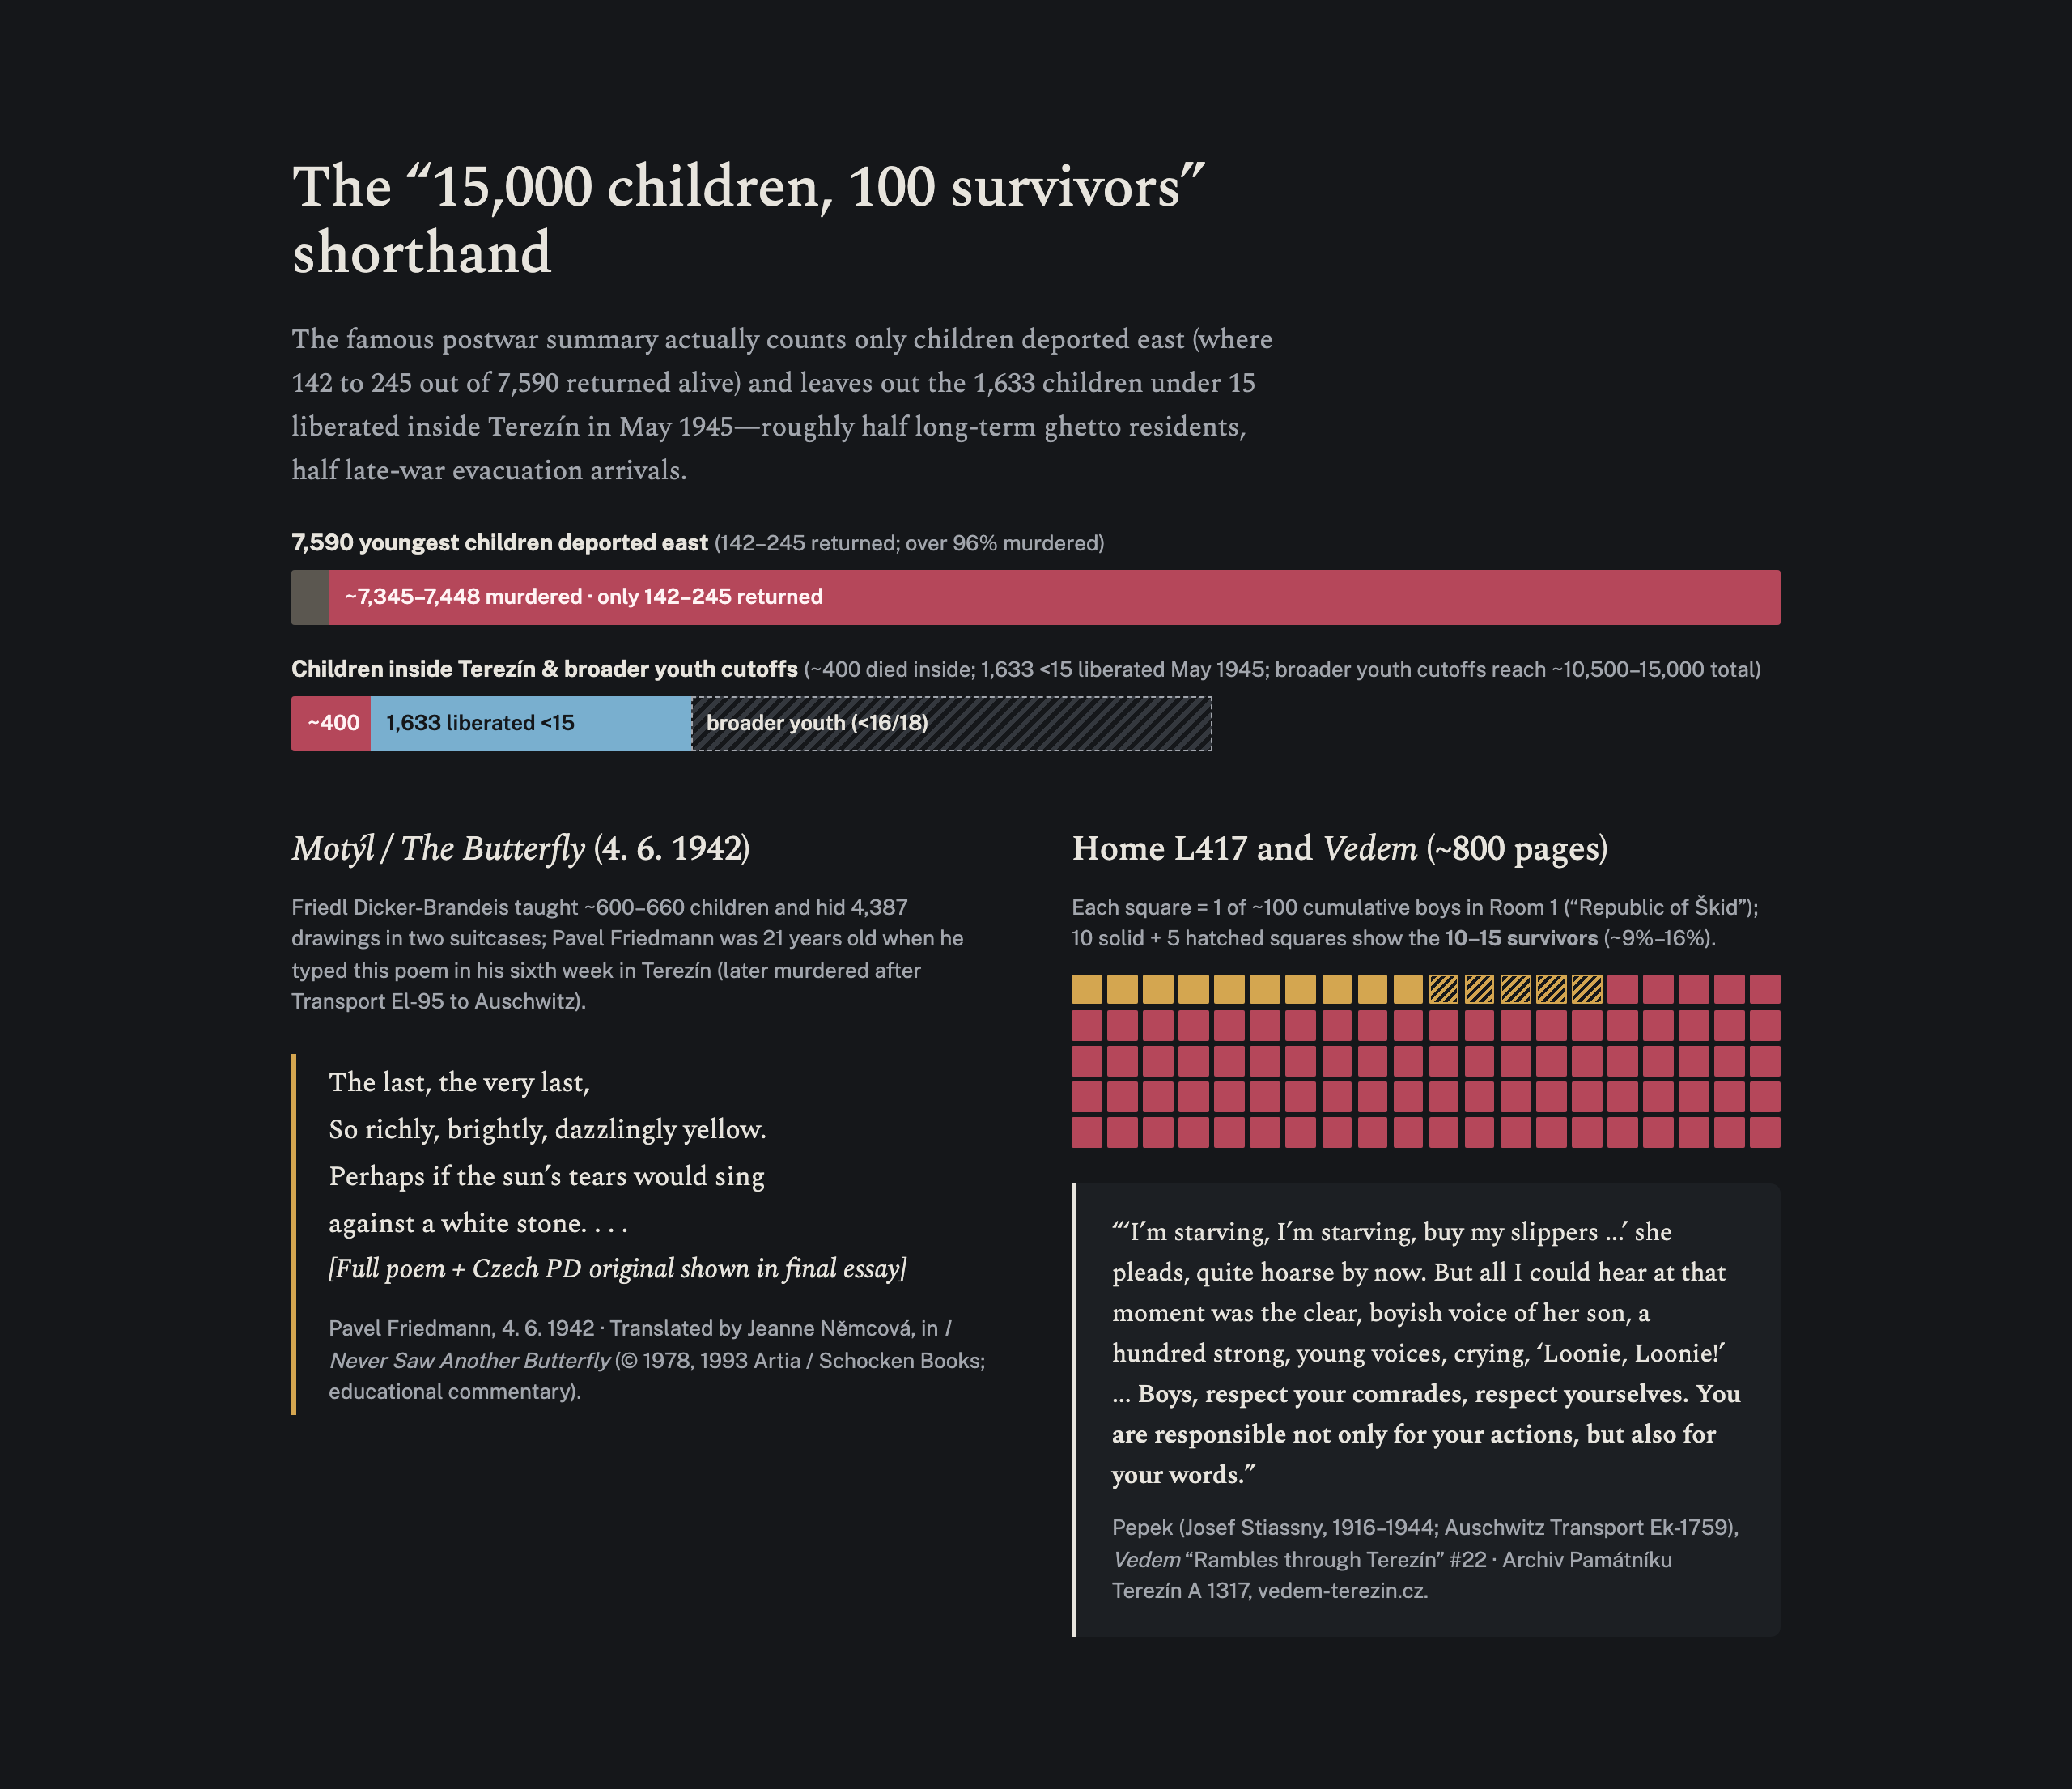 The “15,000 children, 100 survivors”
shorthand
The famous postwar summary actually counts only children deported east (where
142 to 245 out of 7,590 returned alive) and leaves out the 1,633 children under 15
liberated inside Terezín in May 1945—roughly half long-term ghetto residents,
half late-war evacuation arrivals.
7,590 youngest children deported east (142–245 returned; over 96% murdered)
~7,345–7,448 murdered · only 142–245 returned
Children inside Terezín & broader youth cutoffs (~400 died inside; 1,633 <15 liberated May 1945; broader youth cutoffs reach ~10,500–15,000 total)
~400
1,633 liberated <15
broader youth (<16/18)
Motýl / The Butterfly (4. 6. 1942)
Friedl Dicker-Brandeis taught ~600–660 children and hid 4,387
drawings in two suitcases; Pavel Friedmann was 21 years old when he
typed this poem in his sixth week in Terezín (later murdered after
Transport El-95 to Auschwitz).
The last, the very last,
So richly, brightly, dazzlingly yellow.
Perhaps if the sun’s tears would sing
against a white stone. . . .
[Full poem + Czech PD original shown in final essay]
Pavel Friedmann, 4. 6. 1942 · Translated by Jeanne Němcová, in I
Never Saw Another Butterfly (© 1978, 1993 Artia / Schocken Books;
educational commentary).
Home L417 and Vedem (~800 pages)
Each square = 1 of ~100 cumulative boys in Room 1 (“Republic of Škid”);
10 solid + 5 hatched squares show the 10–15 survivors (~9%–16%).
“‘I’m starving, I’m starving, buy my slippers …’ she
pleads, quite hoarse by now. But all I could hear at that
moment was the clear, boyish voice of her son, a
hundred strong, young voices, crying, ‘Loonie, Loonie!’
… Boys, respect your comrades, respect yourselves. You
are responsible not only for your actions, but also for
your words.”
Pepek (Josef Stiassny, 1916–1944; Auschwitz Transport Ek-1759),
Vedem “Rambles through Terezín” #22 · Archiv Památníku
Terezín A 1317, vedem-terezin.cz.